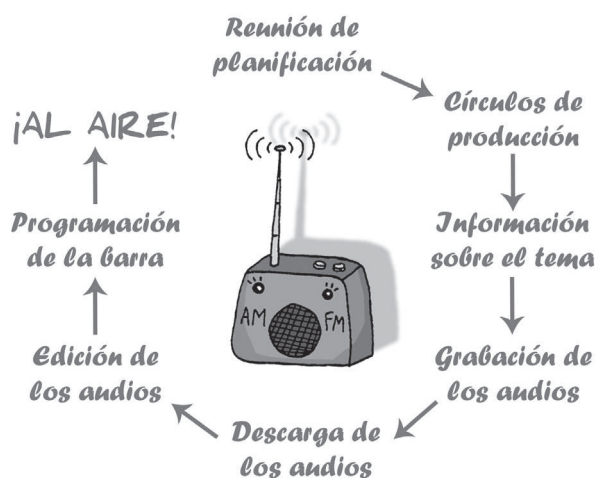 Reunión de
planificación
Círculos de
producción
Información
sobre el tema
Grabación de
los audios
Descarga de
los audios
Edición de
los audios
Programación
de la barra
¡AL AIRE!
AM
FM